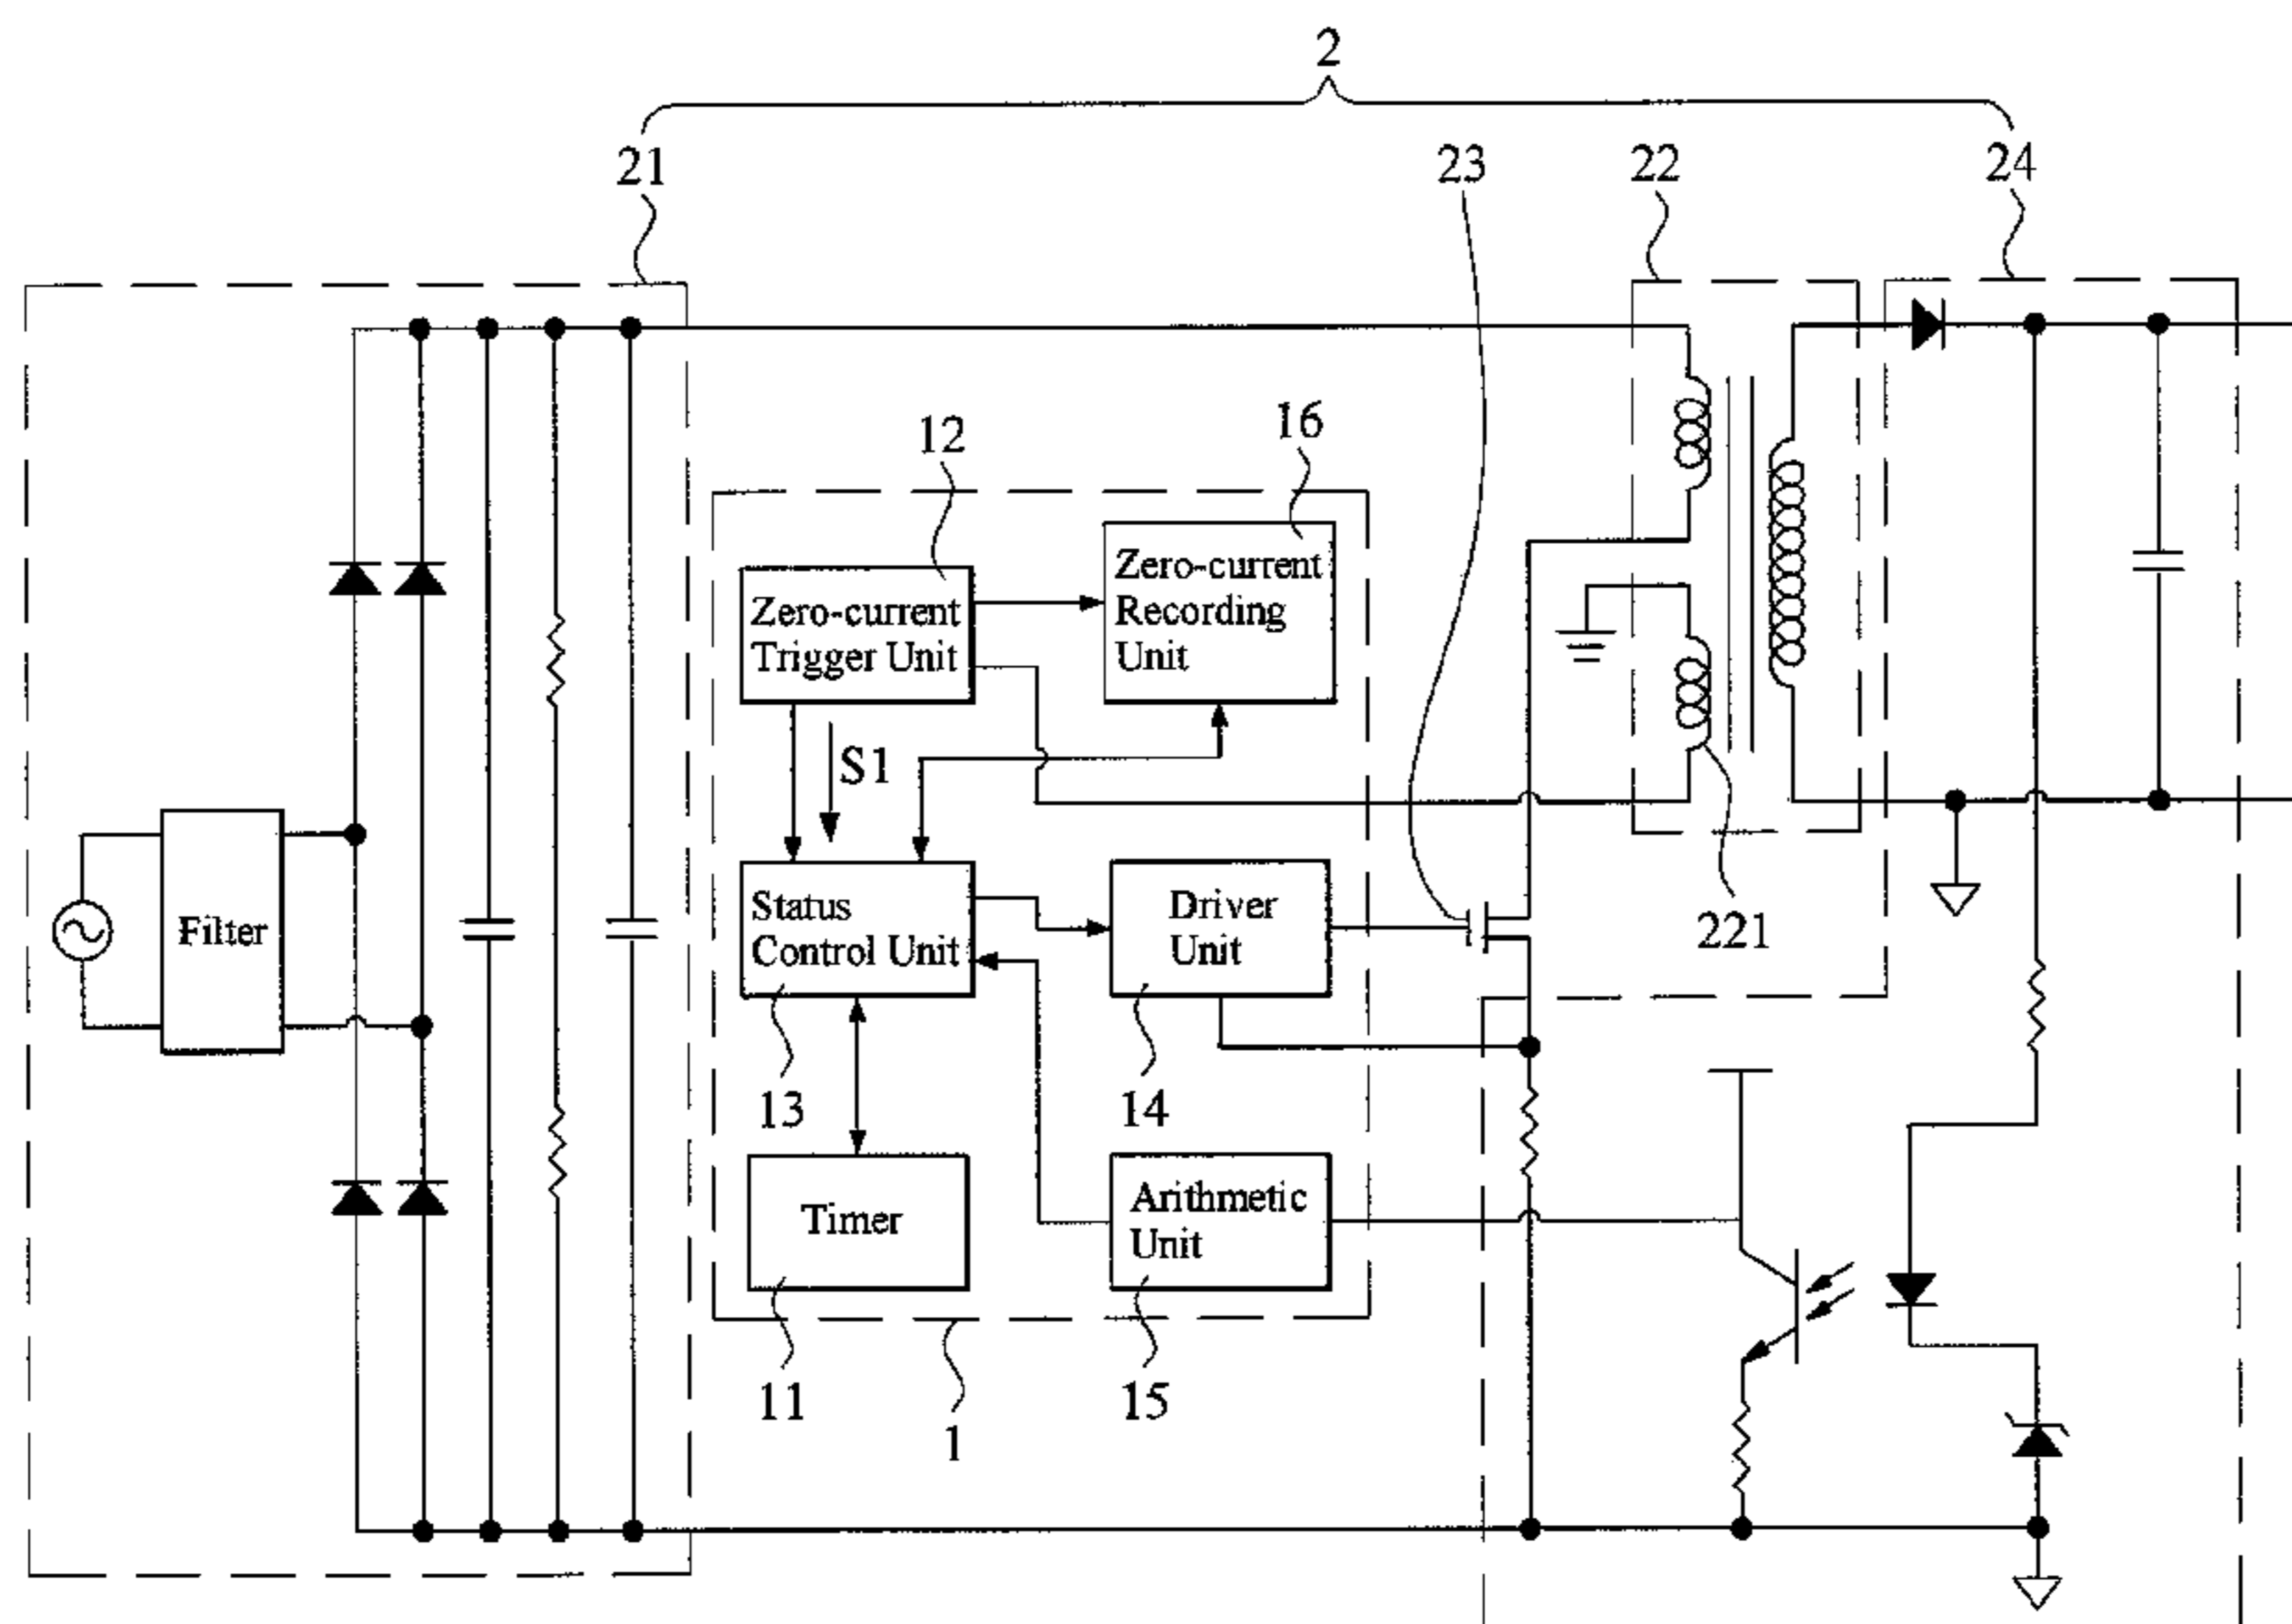 2
21
23
22
24
12
16
Zero-current
Trigger Unit
Zero-current
Recording
Unit
S1
Filter
Status
Control Unit
Driver
Unit
221
13
14
Timer
Arithmetic
Unit
11
15
1